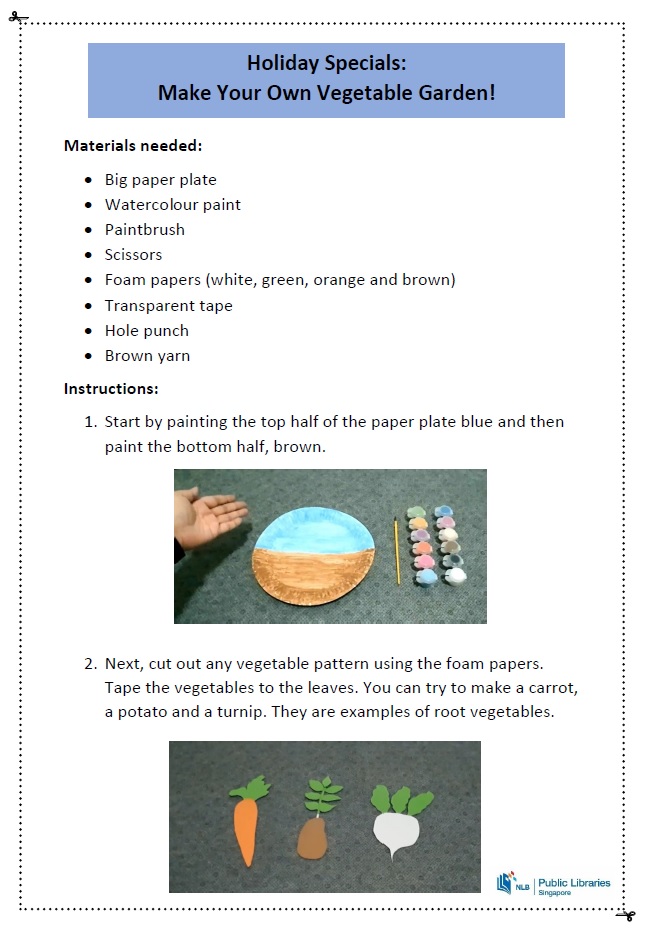 Holiday Specials:
Make Your Own Vegetable Garden!
Materials needed:
• Big paper plate
• Watercolour paint
• Paintbrush
• Scissors
• Foam papers (white, green, orange and brown)
• Transparent tape
• Hole punch
• Brown yarn
Instructions:
1. Start by painting the top half of the paper plate blue and then
paint the bottom half, brown.
2. Next, cut out any vegetable pattern using the foam papers.
Tape the vegetables to the leaves. You can try to make a carrot,
a potato and a turnip. They are examples of root vegetables.
NLB Public Libraries
Singapore